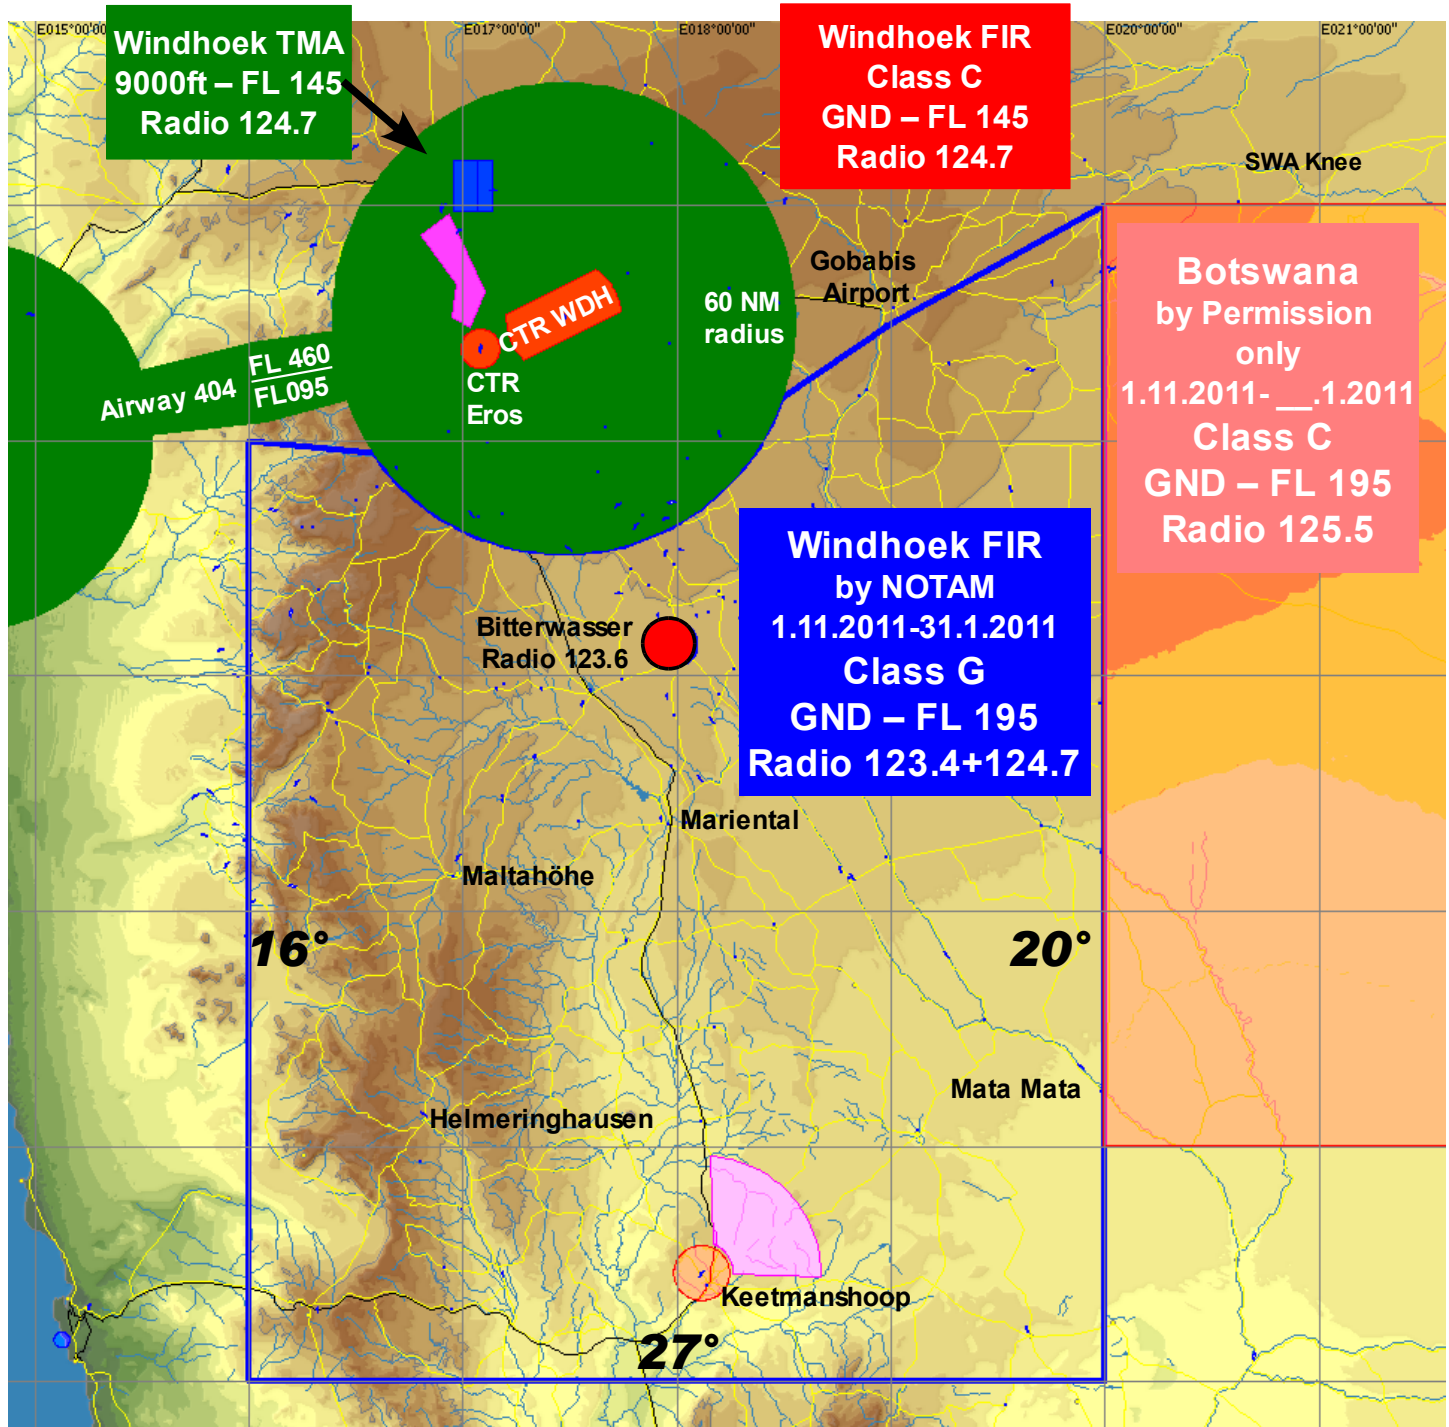 E015°00'00
E017°00'00"
E018°00'00"
E020°00'00"
E021°00'00"
Windhoek TMA
9000ft – FL 145
Radio 124.7
Windhoek FIR
Class C
GND – FL 145
Radio 124.7
SWA Knee
Gobabis
Airport
Botswana
by Permission
only
1.11.2011- __.1.2011
Class C
GND – FL 195
Radio 125.5
60 NM
radius
CTR WDH
CTR
Eros
Airway 404
FL 460
FL095
Windhoek FIR
by NOTAM
1.11.2011-31.1.2011
Class G
GND – FL 195
Radio 123.4+124.7
Bitterwasser
Radio 123.6
Mariental
Maltahöhe
16°
20°
Mata Mata
Helmeringhausen
Keetmanshoop
27°